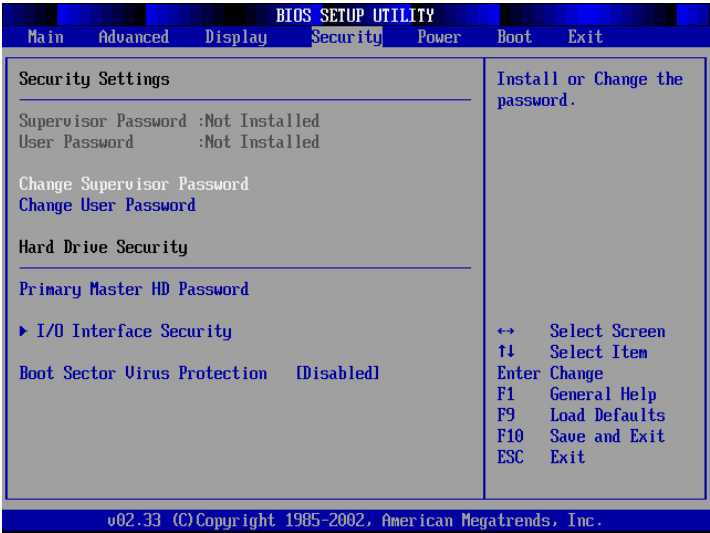 BIOS SETUP UTILITY
Main Advanced Display Security Power Boot Exit
Security Settings
Supervisor Password :Not Installed
User Password :Not Installed
Change Supervisor Password
Change User Password
Hard Drive Security
Primary Master HD Password
▶ I/O Interface Security
Boot Sector Virus Protection [Disabled]
Install or Change the
password.
↔ Select Screen
↑↓ Select Item
Enter Change
F1 General Help
F9 Load Defaults
F10 Save and Exit
ESC Exit
v02.33 (C)Copyright 1985-2002, American Megatrends, Inc.